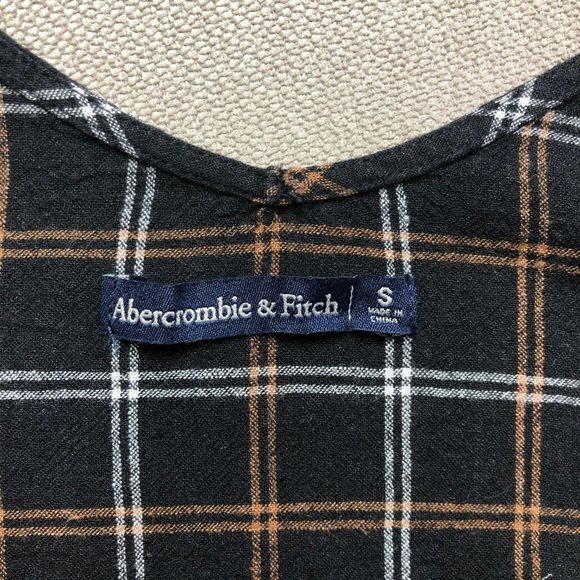 Abercrombie & Fitch | S
MADE IN
CHINA